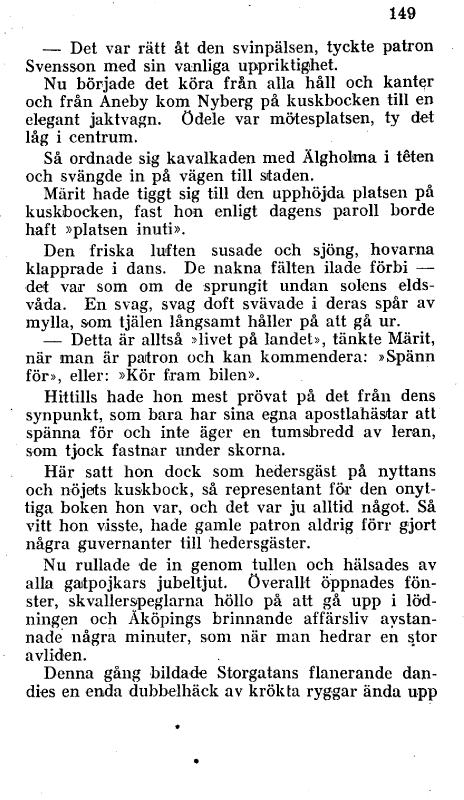 149
— Det var rätt åt den svinpälsen, tyckte patron
Svensson med sin vanliga uppriktighet.
Nu började det köra från alla håll och kanter
och från Aneby kom Nyberg på kuskbocken till en
elegant jaktvagn. Ödele var mötesplatsen, ty det
låg i centrum.
Så ordnade sig kavalkaden med Älgholma i têten
och svängde in på vägen till staden.
Märit hade tiggt sig till den upphöjda platsen på
kuskbocken, fast hon enligt dagens paroll borde
haft »platsen inuti».
Den friska luften susade och sjöng, hovarna
klapprade i dans. De nakna fälten ilade förbi —
det var som om de sprungit undan solens elds-
våda. En svag, svag doft svävade i deras spår av
mylla, som tjälen långsamt håller på att gå ur.
— Detta är alltså »livet på landet», tänkte Märit,
när man är patron och kan kommendera: »Spänn
för», eller: »Kör fram bilen».
Hittills hade hon mest prövat på det från dens
synpunkt, som bara har sina egna apostlahästar att
spänna för och inte äger en tumsbredd av leran,
som tjock fastnar under skorna.
Här satt hon dock som hedersgäst på nyttans
och nöjets kuskbock, så representant för den onyt-
tiga boken hon var, och det var ju alltid något. Så
vitt hon visste, hade gamle patron aldrig förr gjort
några guvernanter till hedersgäster.
Nu rullade de in genom tullen och hälsades av
alla gatpojkars jubeltjut. Överallt öppnades fön-
ster, skvallerspeglarna höllo på att gå upp i löd-
ningen och Åköpings brinnande affärsliv avstan-
nade några minuter, som när man hedrar en stor
avliden.
Denna gång bildade Storgatans flanerande dan-
dies en enda dubbelhäck av krökta ryggar ända upp